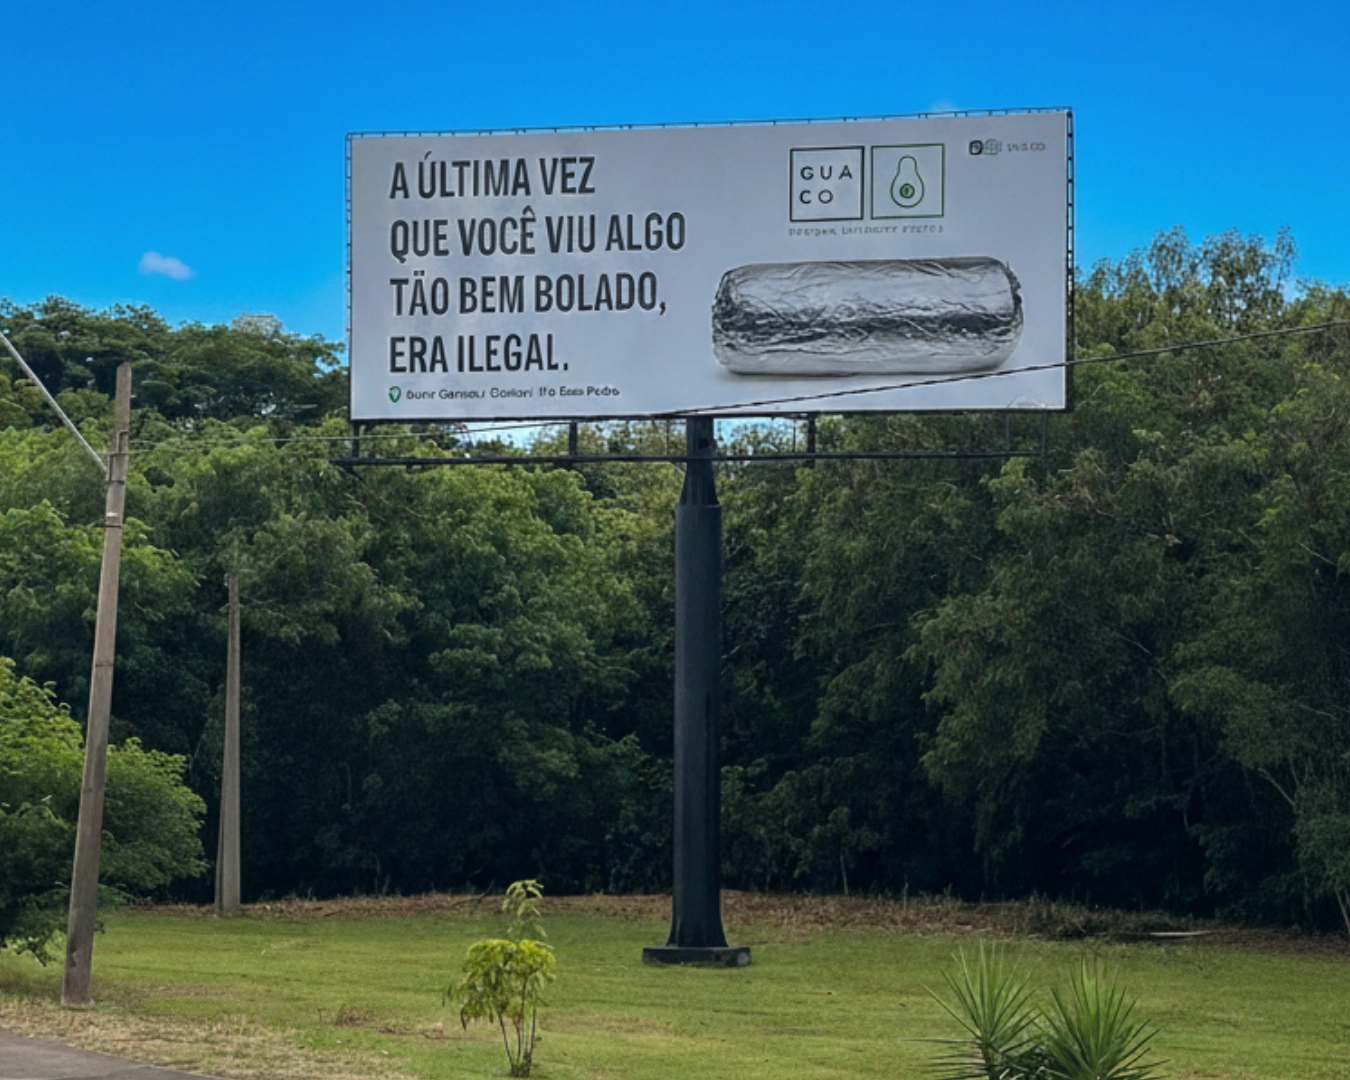 A ÚLTIMA VEZ
QUE VOCÊ VIU ALGO
TÃO BEM BOLADO,
ERA ILEGAL.
GUA
CO